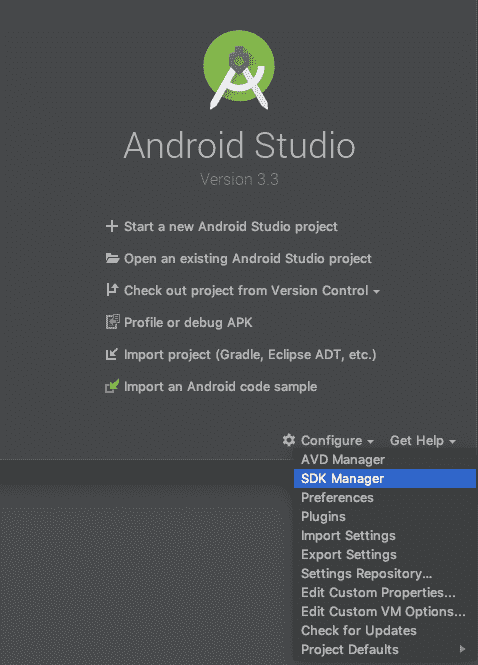 Android Studio
Version 3.3
Start a new Android Studio project
Open an existing Android Studio project
Check out project from Version Control
Profile or debug APK
Import project (Gradle, Eclipse ADT, etc.)
Import an Android code sample
Configure Get Help
AVD Manager
SDK Manager
Preferences
Plugins
Import Settings
Export Settings
Settings Repository...
Edit Custom Properties...
Edit Custom VM Options...
Check for Updates
Project Defaults